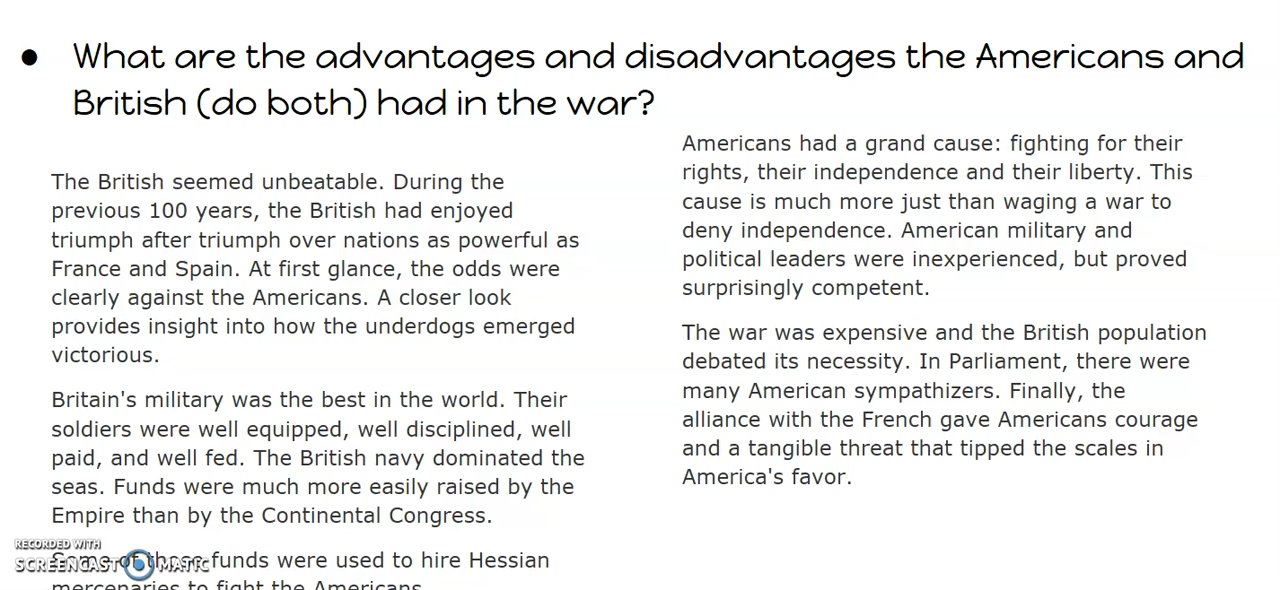 ● What are the advantages and disadvantages the Americans and
British (do both) had in the war?
The British seemed unbeatable. During the
previous 100 years, the British had enjoyed
triumph after triumph over nations as powerful as
France and Spain. At first glance, the odds were
clearly against the Americans. A closer look
provides insight into how the underdogs emerged
victorious.
Britain's military was the best in the world. Their
soldiers were well equipped, well disciplined, well
paid, and well fed. The British navy dominated the
seas. Funds were much more easily raised by the
Empire than by the Continental Congress.
Some of those funds were used to hire Hessian
mercenaries to fight the Americans.
Americans had a grand cause: fighting for their
rights, their independence and their liberty. This
cause is much more just than waging a war to
deny independence. American military and
political leaders were inexperienced, but proved
surprisingly competent.
The war was expensive and the British population
debated its necessity. In Parliament, there were
many American sympathizers. Finally, the
alliance with the French gave Americans courage
and a tangible threat that tipped the scales in
America's favor.
RECORDED WITH
SCREENCAST MATIC